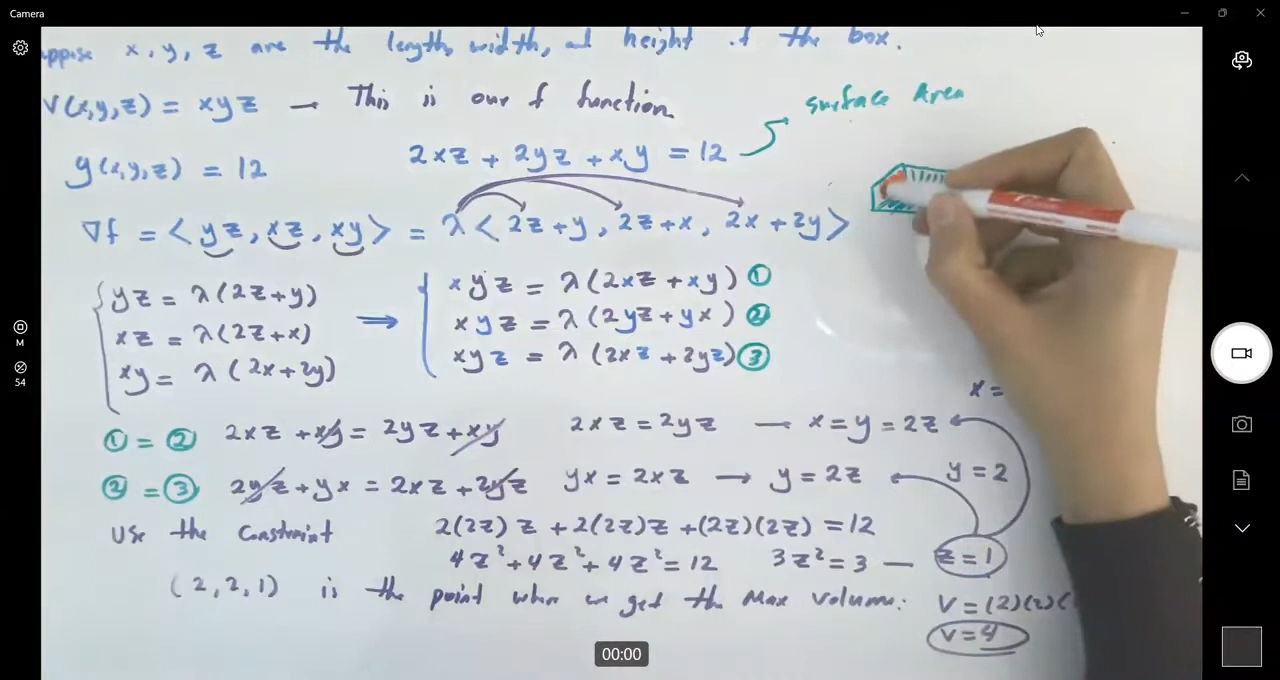 Camera
x, y, z are the length, width, and height of the box.
V(x,y,z) = xyz — This is our f function
surface Area
g(x,y,z) = 12 2xz + 2yz + xy = 12
∇f = <yz, xz, xy> = λ <2z+y, 2z+x, 2x+2y>
yz = λ(2z+y) xyz = λ(2xz+xy) ①
xz = λ(2z+x) ⟹ xyz = λ(2yz+yx) ②
xy = λ(2x+2y) xyz = λ(2xz+2yz) ③
x =
① = ② 2xz + xy = 2yz + xy 2xz = 2yz — x = y = 2z
② = ③ 2yz + yx = 2xz + 2yz yx = 2xz → y = 2z y = 2
Use the Constraint 2(2z)z + 2(2z)z + (2z)(2z) = 12
4z² + 4z² + 4z² = 12 3z² = 3 — z = 1
(2,2,1) is the point when we get the Max Volume. V = (2)(2)(
V = 4
M
54
00:00